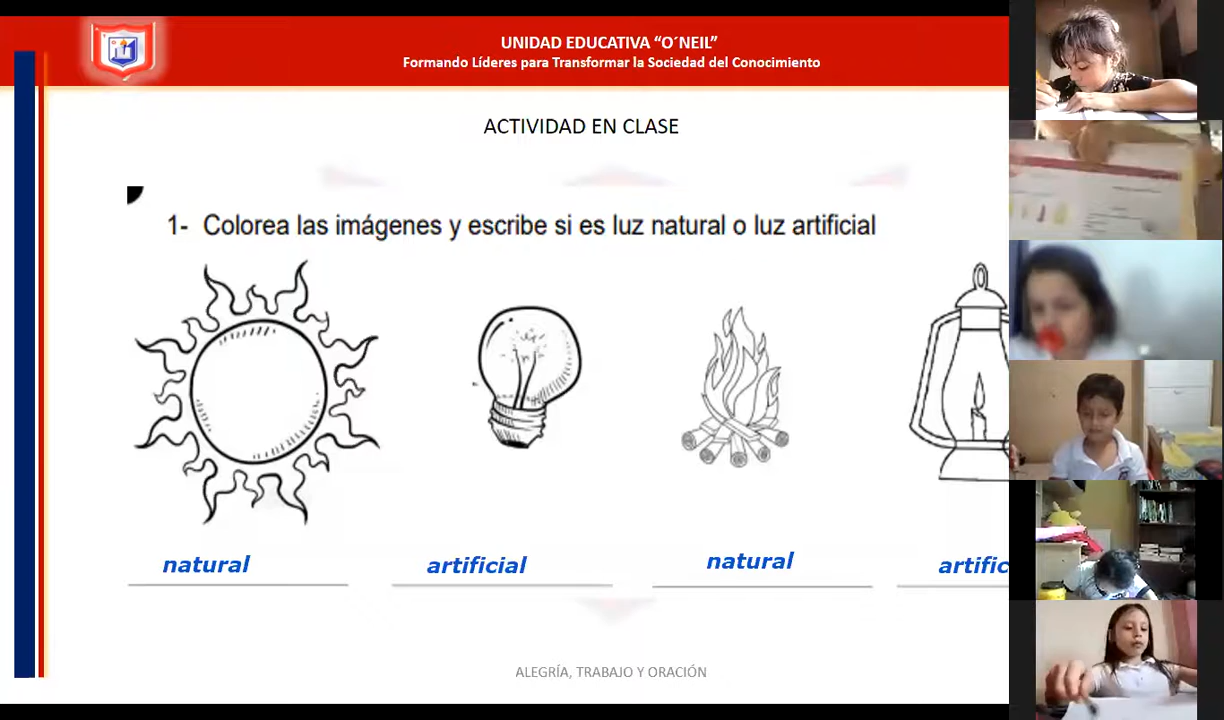 UNIDAD EDUCATIVA “O´NEIL”
Formando Líderes para Transformar la Sociedad del Conocimiento
ACTIVIDAD EN CLASE
1- Colorea las imágenes y escribe si es luz natural o luz artificial
natural artificial natural artific
ALEGRÍA, TRABAJO Y ORACIÓN